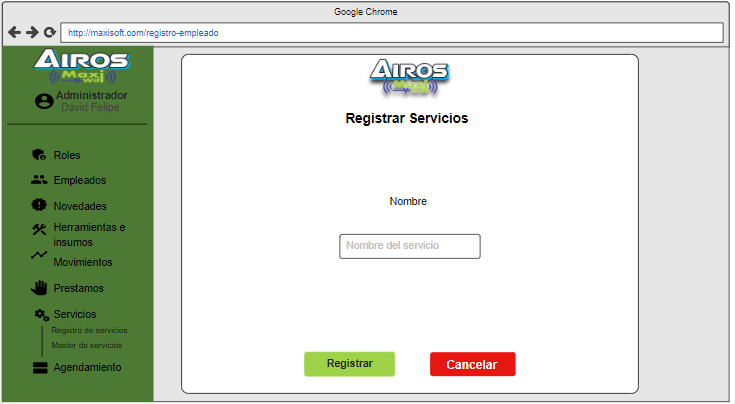 Google Chrome
http://maxisoft.com/registro-empleado
AIROS
Maxi
wifi
Administrador
David Felipe
Roles
Empleados
Novedades
Herramientas e
insumos
Movimientos
Prestamos
Servicios
Registro de servicios
Master de servicios
Agendamiento
AIROS
Maxi
Registrar Servicios
Nombre
Nombre del servicio
Registrar
Cancelar